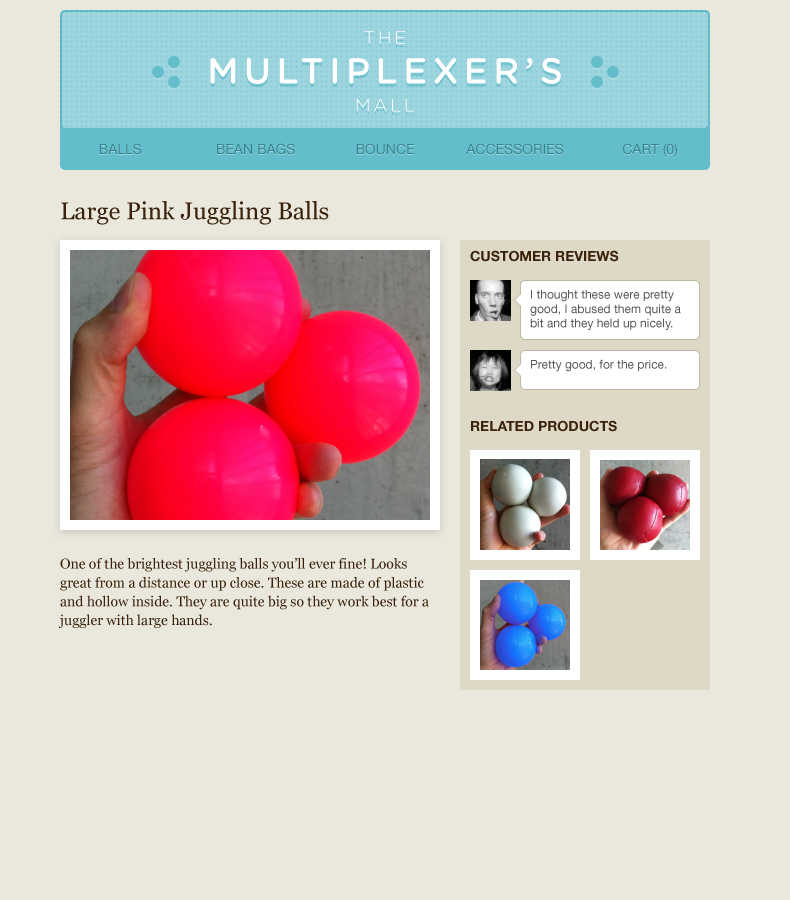 THE
MULTIPLEXER’S
MALL
BALLS BEAN BAGS BOUNCE ACCESSORIES CART (0)
Large Pink Juggling Balls
One of the brightest juggling balls you’ll ever fine! Looks
great from a distance or up close. These are made of plastic
and hollow inside. They are quite big so they work best for a
juggler with large hands.
CUSTOMER REVIEWS
I thought these were pretty
good, I abused them quite a
bit and they held up nicely.
Pretty good, for the price.
RELATED PRODUCTS